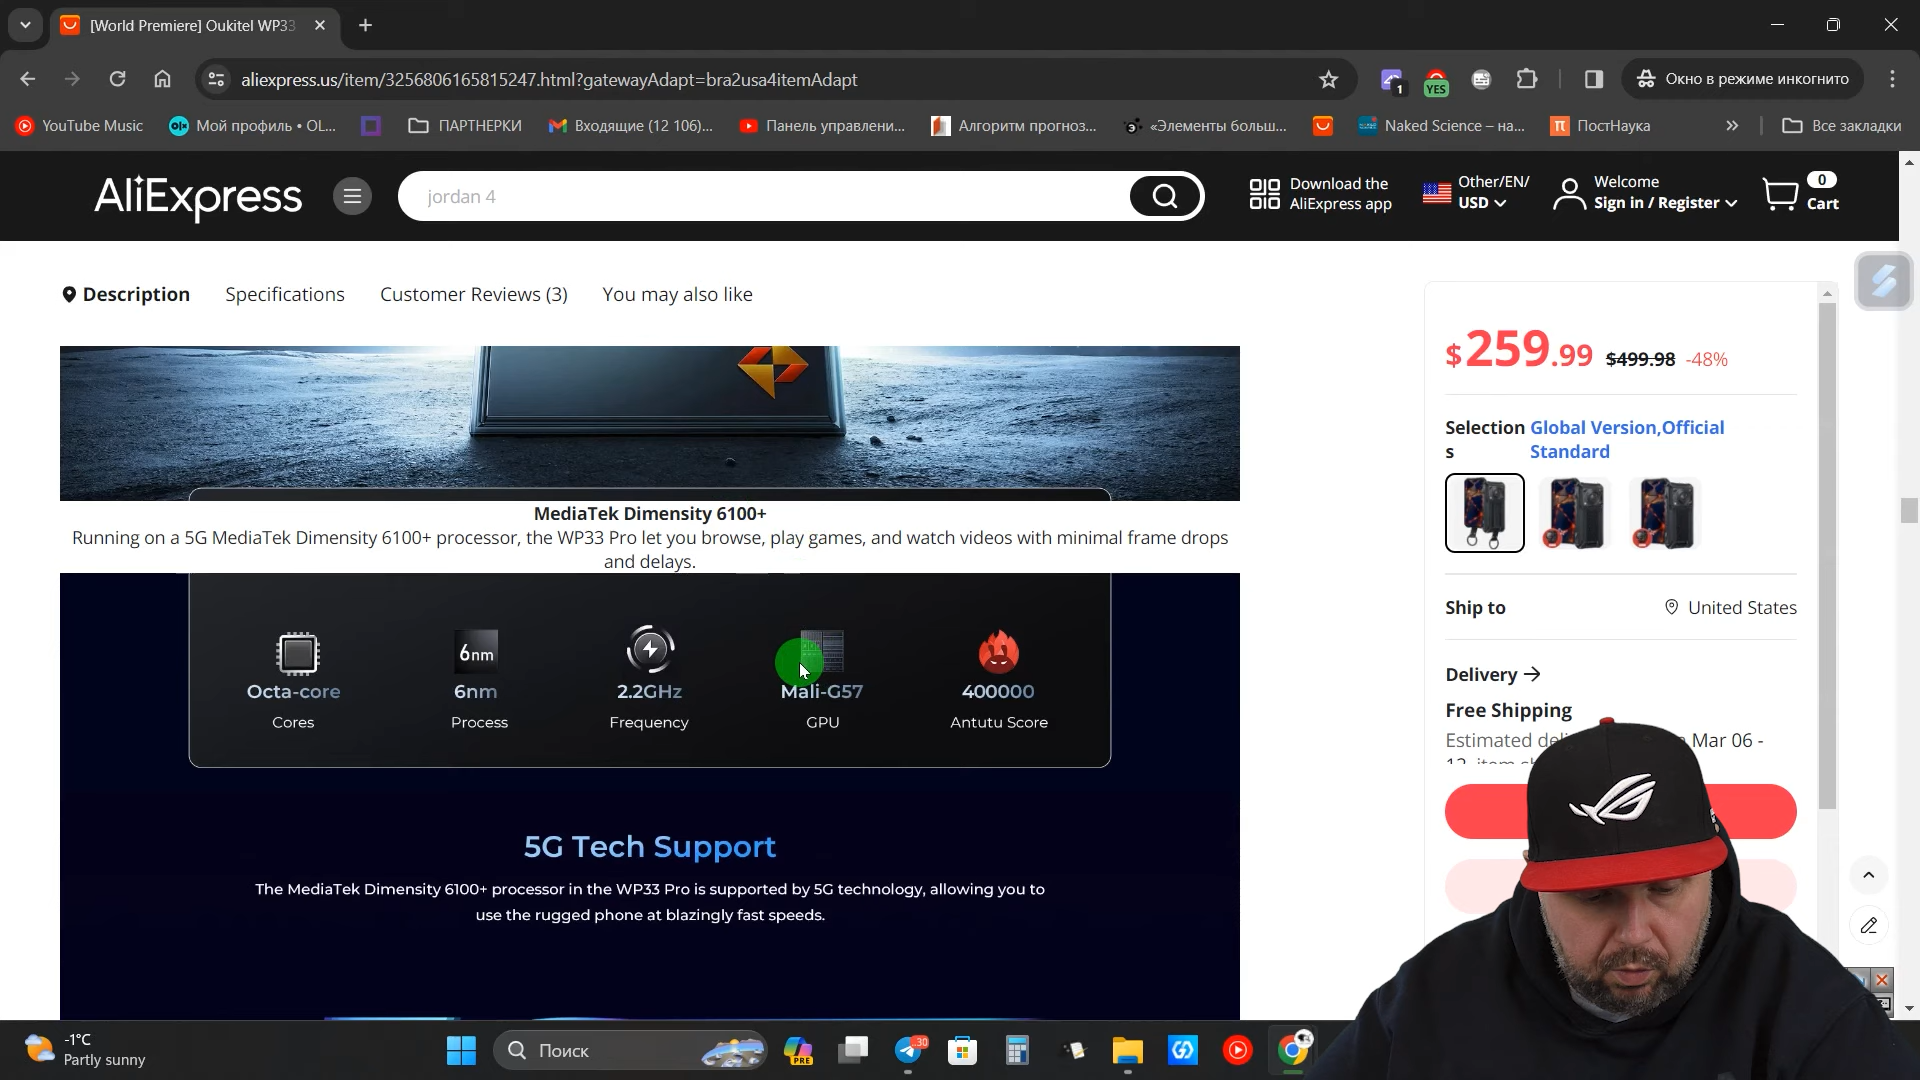 [World Premiere] Oukitel WP33
aliexpress.us/item/3256806165815247.html?gatewayAdapt=bra2usa4itemAdapt
1
YES
Окно в режиме инкогнито
YouTube Music
Мой профиль • OL...
ПАРТНЕРКИ
Входящие (12 106)...
Панель управлени...
Алгоритм прогноз...
«Элементы больш...
Naked Science – на...
ПостНаука
Все закладки
AliExpress
jordan 4
Download the
AliExpress app
Other/EN/
USD
Welcome
Sign in / Register
0
Cart
Description
Specifications
Customer Reviews (3)
You may also like
MediaTek Dimensity 6100+
Running on a 5G MediaTek Dimensity 6100+ processor, the WP33 Pro let you browse, play games, and watch videos with minimal frame drops
and delays.
6nm
Octa-core
6nm
2.2GHz
Mali-G57
400000
Cores
Process
Frequency
GPU
Antutu Score
5G Tech Support
The MediaTek Dimensity 6100+ processor in the WP33 Pro is supported by 5G technology, allowing you to
use the rugged phone at blazingly fast speeds.
$259.99 $499.98 -48%
Selection
s
Global Version,Official
Standard
Ship to
United States
Delivery
Free Shipping
Estimated
Mar 06 -
-1°C
Partly sunny
Поиск
PRE
30